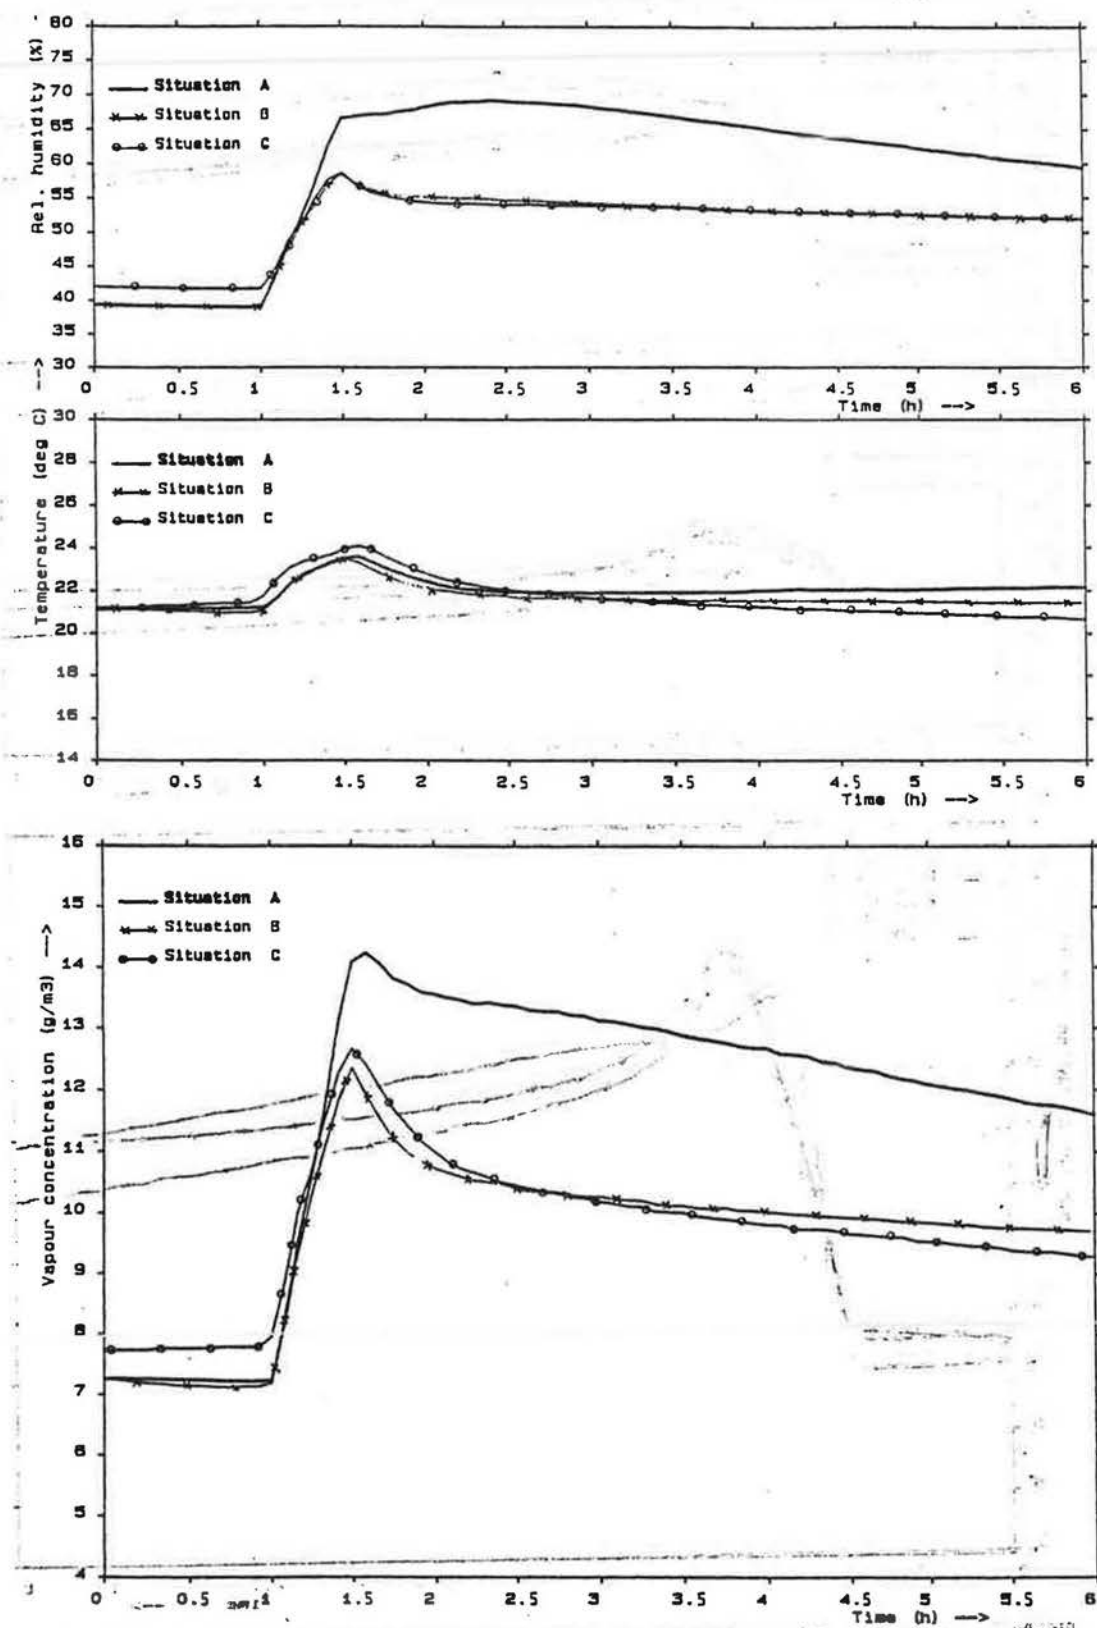 Rel. humidity (%) -->
80
75
70
65
60
55
50
45
40
35
30
Situation A
Situation B
Situation C
0 0.5 1 1.5 2 2.5 3 3.5 4 4.5 5 5.5 6
Time (h) -->
Temperature (deg C) -->
30
28
26
24
22
20
18
16
14
Situation A
Situation B
Situation C
0 0.5 1 1.5 2 2.5 3 3.5 4 4.5 5 5.5 6
Time (h) -->
Vapour concentration (g/m3) -->
16
15
14
13
12
11
10
9
8
7
6
5
4
Situation A
Situation B
Situation C
0 0.5 1 1.5 2 2.5 3 3.5 4 4.5 5 5.5 6
Time (h) -->